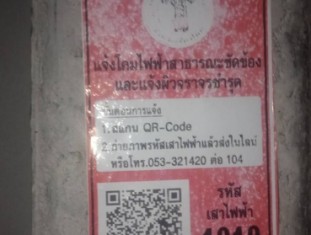 แจ้งโคมไฟฟ้าสาธารณะขัดข้อง
และแจ้งผิวจราจรชำรุด
ขั้นตอนการแจ้ง
1.สแกน QR-Code
2.ถ่ายภาพรหัสเสาไฟฟ้าแล้วส่งในไลน์
หรือโทร.053-321420 ต่อ 104
รหัส
เสาไฟฟ้า